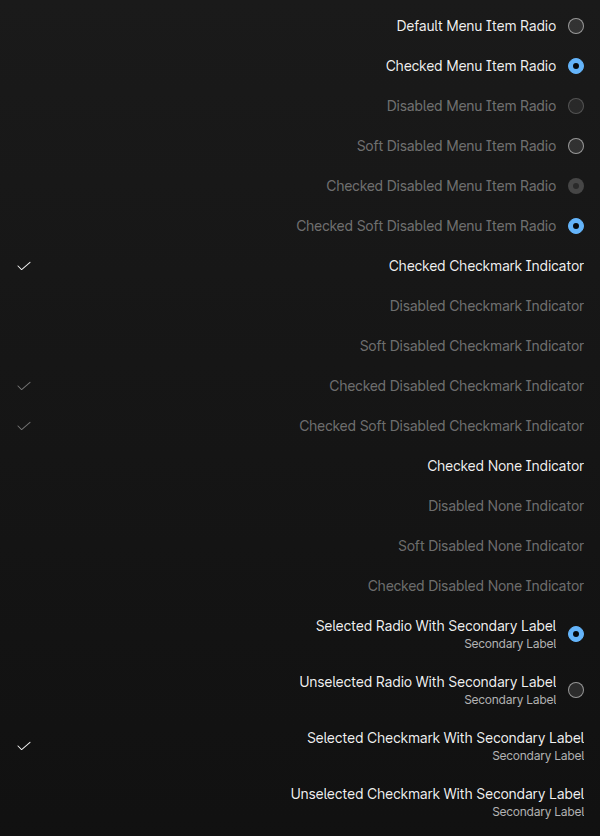 Default Menu Item Radio
Checked Menu Item Radio
Disabled Menu Item Radio
Soft Disabled Menu Item Radio
Checked Disabled Menu Item Radio
Checked Soft Disabled Menu Item Radio
Checked Checkmark Indicator
Disabled Checkmark Indicator
Soft Disabled Checkmark Indicator
Checked Disabled Checkmark Indicator
Checked Soft Disabled Checkmark Indicator
Checked None Indicator
Disabled None Indicator
Soft Disabled None Indicator
Checked Disabled None Indicator
Selected Radio With Secondary Label
Secondary Label
Unselected Radio With Secondary Label
Secondary Label
Selected Checkmark With Secondary Label
Secondary Label
Unselected Checkmark With Secondary Label
Secondary Label